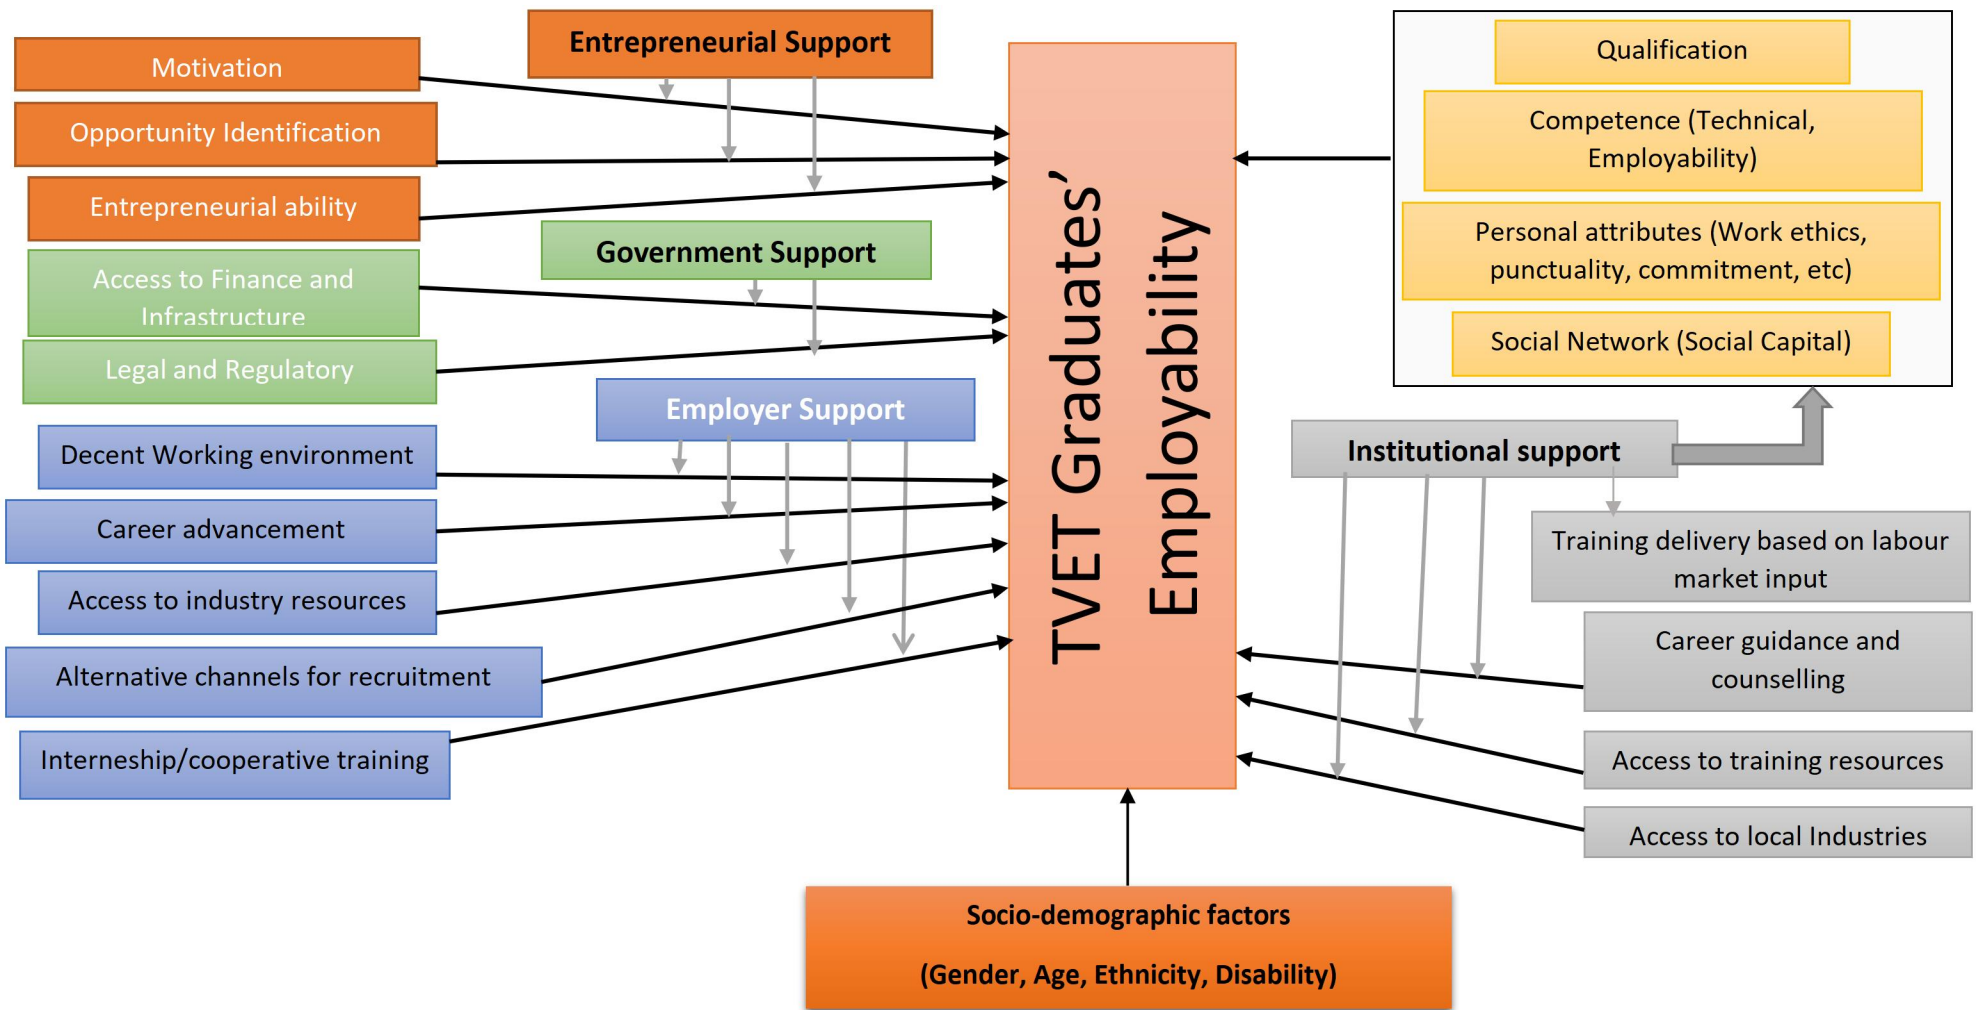 Motivation
Opportunity Identification
Entrepreneurial ability
Entrepreneurial Support
Access to Finance and
Infrastructure
Legal and Regulatory
Government Support
Employer Support
Decent Working environment
Career advancement
Access to industry resources
Alternative channels for recruitment
Interneship/cooperative training
TVET Graduates’
Employability
Qualification
Competence (Technical,
Employability)
Personal attributes (Work ethics,
punctuality, commitment, etc)
Social Network (Social Capital)
Institutional support
Training delivery based on labour
market input
Career guidance and
counselling
Access to training resources
Access to local Industries
Socio-demographic factors
(Gender, Age, Ethnicity, Disability)